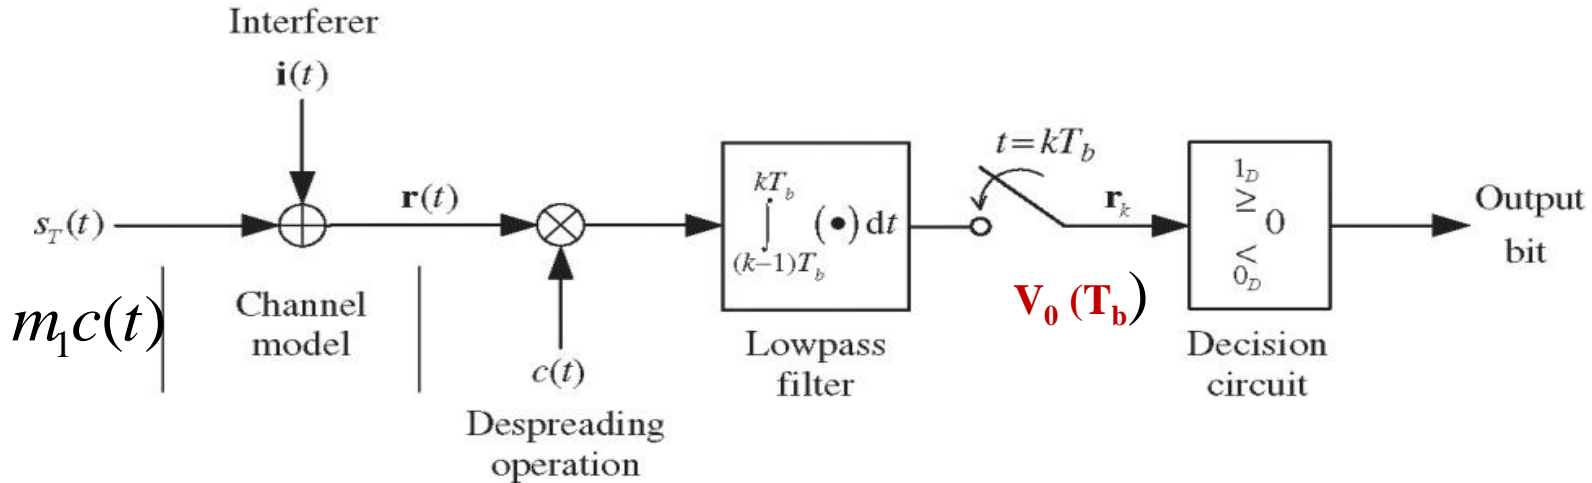 Interferer
i(t)
s_T(t)
r(t)
kT_b
∫ (•) dt
(k−1)T_b
t = kT_b
r_k
1_D
≥
0
<
0_D
Output
bit
m_1c(t)
Channel
model
c(t)
Despreading
operation
Lowpass
filter
V_0 (T_b)
Decision
circuit